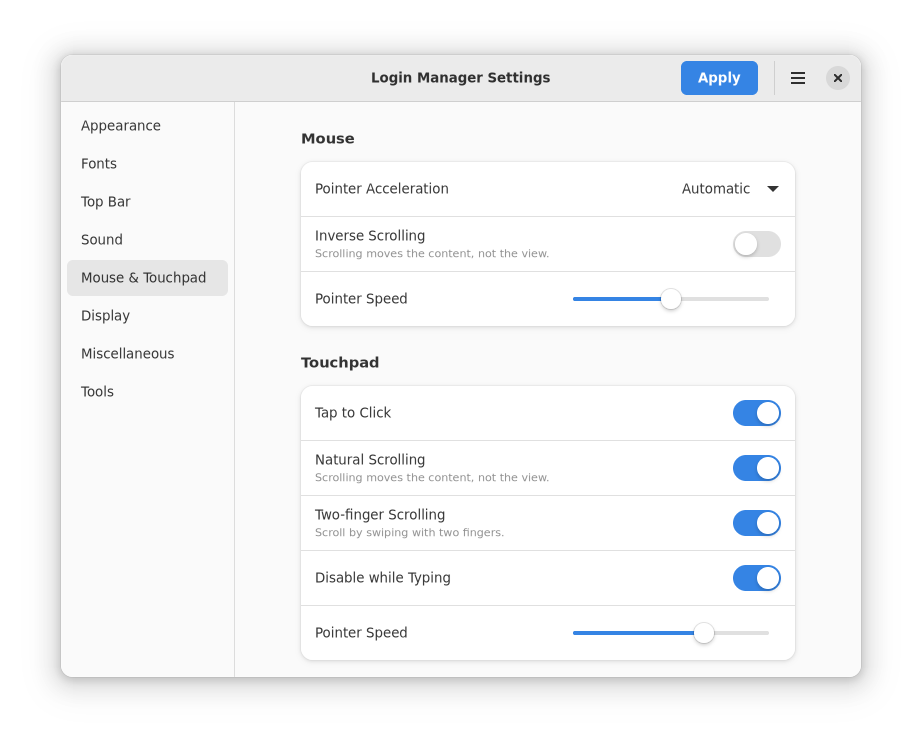 Login Manager Settings
Apply
Appearance
Fonts
Top Bar
Sound
Mouse & Touchpad
Display
Miscellaneous
Tools
Mouse
Pointer Acceleration
Automatic
Inverse Scrolling
Scrolling moves the content, not the view.
Pointer Speed
Touchpad
Tap to Click
Natural Scrolling
Scrolling moves the content, not the view.
Two-finger Scrolling
Scroll by swiping with two fingers.
Disable while Typing
Pointer Speed